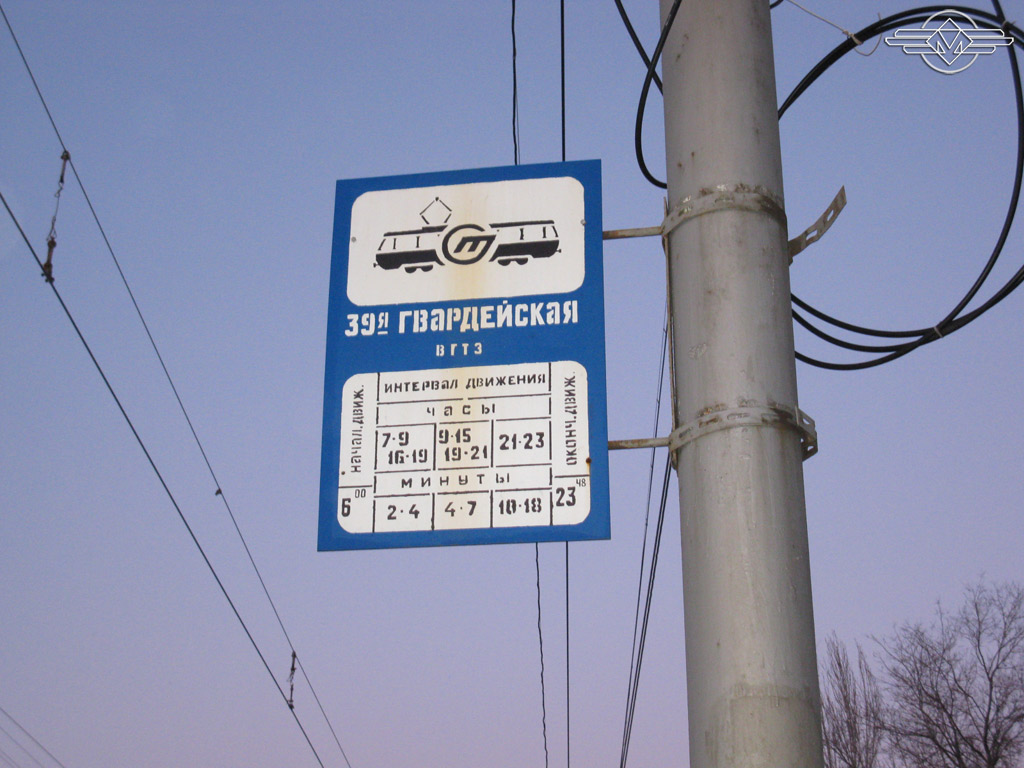 39я ГВАРДЕЙСКАЯ
ВГТЗ
начал.движ.
ИНТЕРВАЛ ДВИЖЕНИЯ
оконч.движ.
часы
7·9 9·15 21·23
16·19 19·21
минуты
6 00 2·4 4·7 10·18 23 48